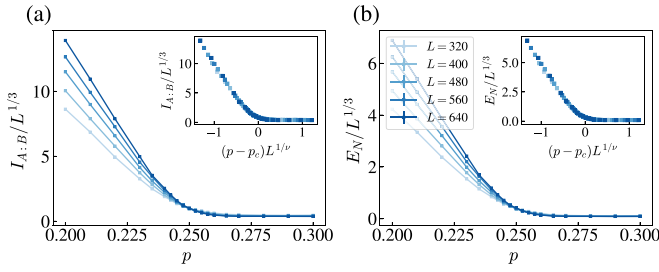 (a)
I_{A:B}/L^{1/3}
10
5
0
0.200
0.225
0.250
0.275
0.300
p
I_{A:B}/L^{1/3}
10
5
0
−1
0
1
(p − p_c)L^{1/ν}
(b)
E_N/L^{1/3}
6
4
2
0
0.200
0.225
0.250
0.275
0.300
p
L = 320
L = 400
L = 480
L = 560
L = 640
E_N/L^{1/3}
5.0
2.5
0.0
−1
0
1
(p − p_c)L^{1/ν}